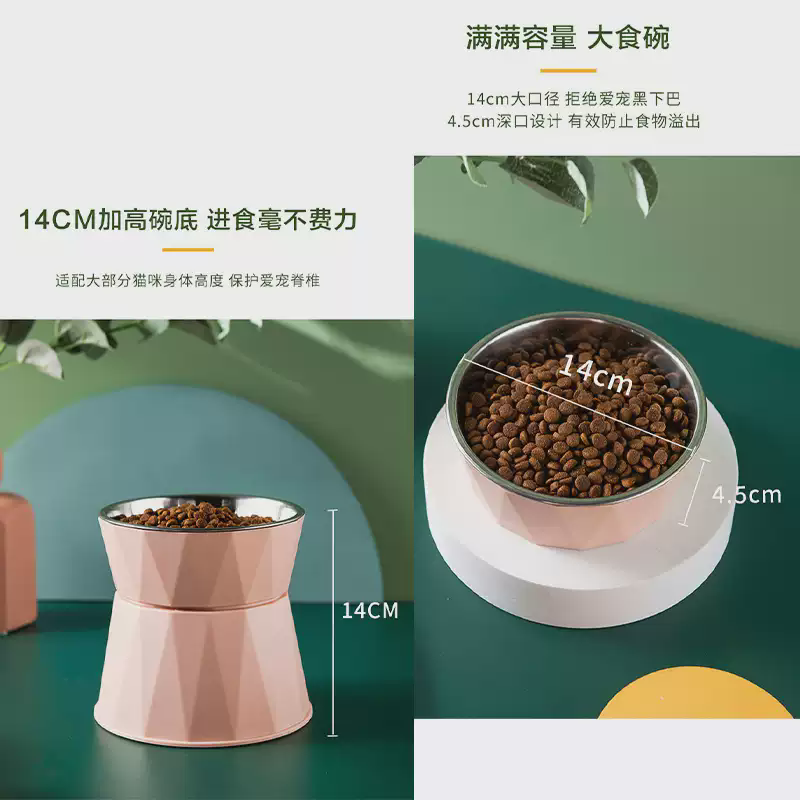 14CM加高碗底 进食毫不费力
适配大部分猫咪身体高度 保护爱宠脊椎
14CM
满满容量 大食碗
14cm大口径 拒绝爱宠黑下巴
4.5cm深口设计 有效防止食物溢出
14cm
4.5cm